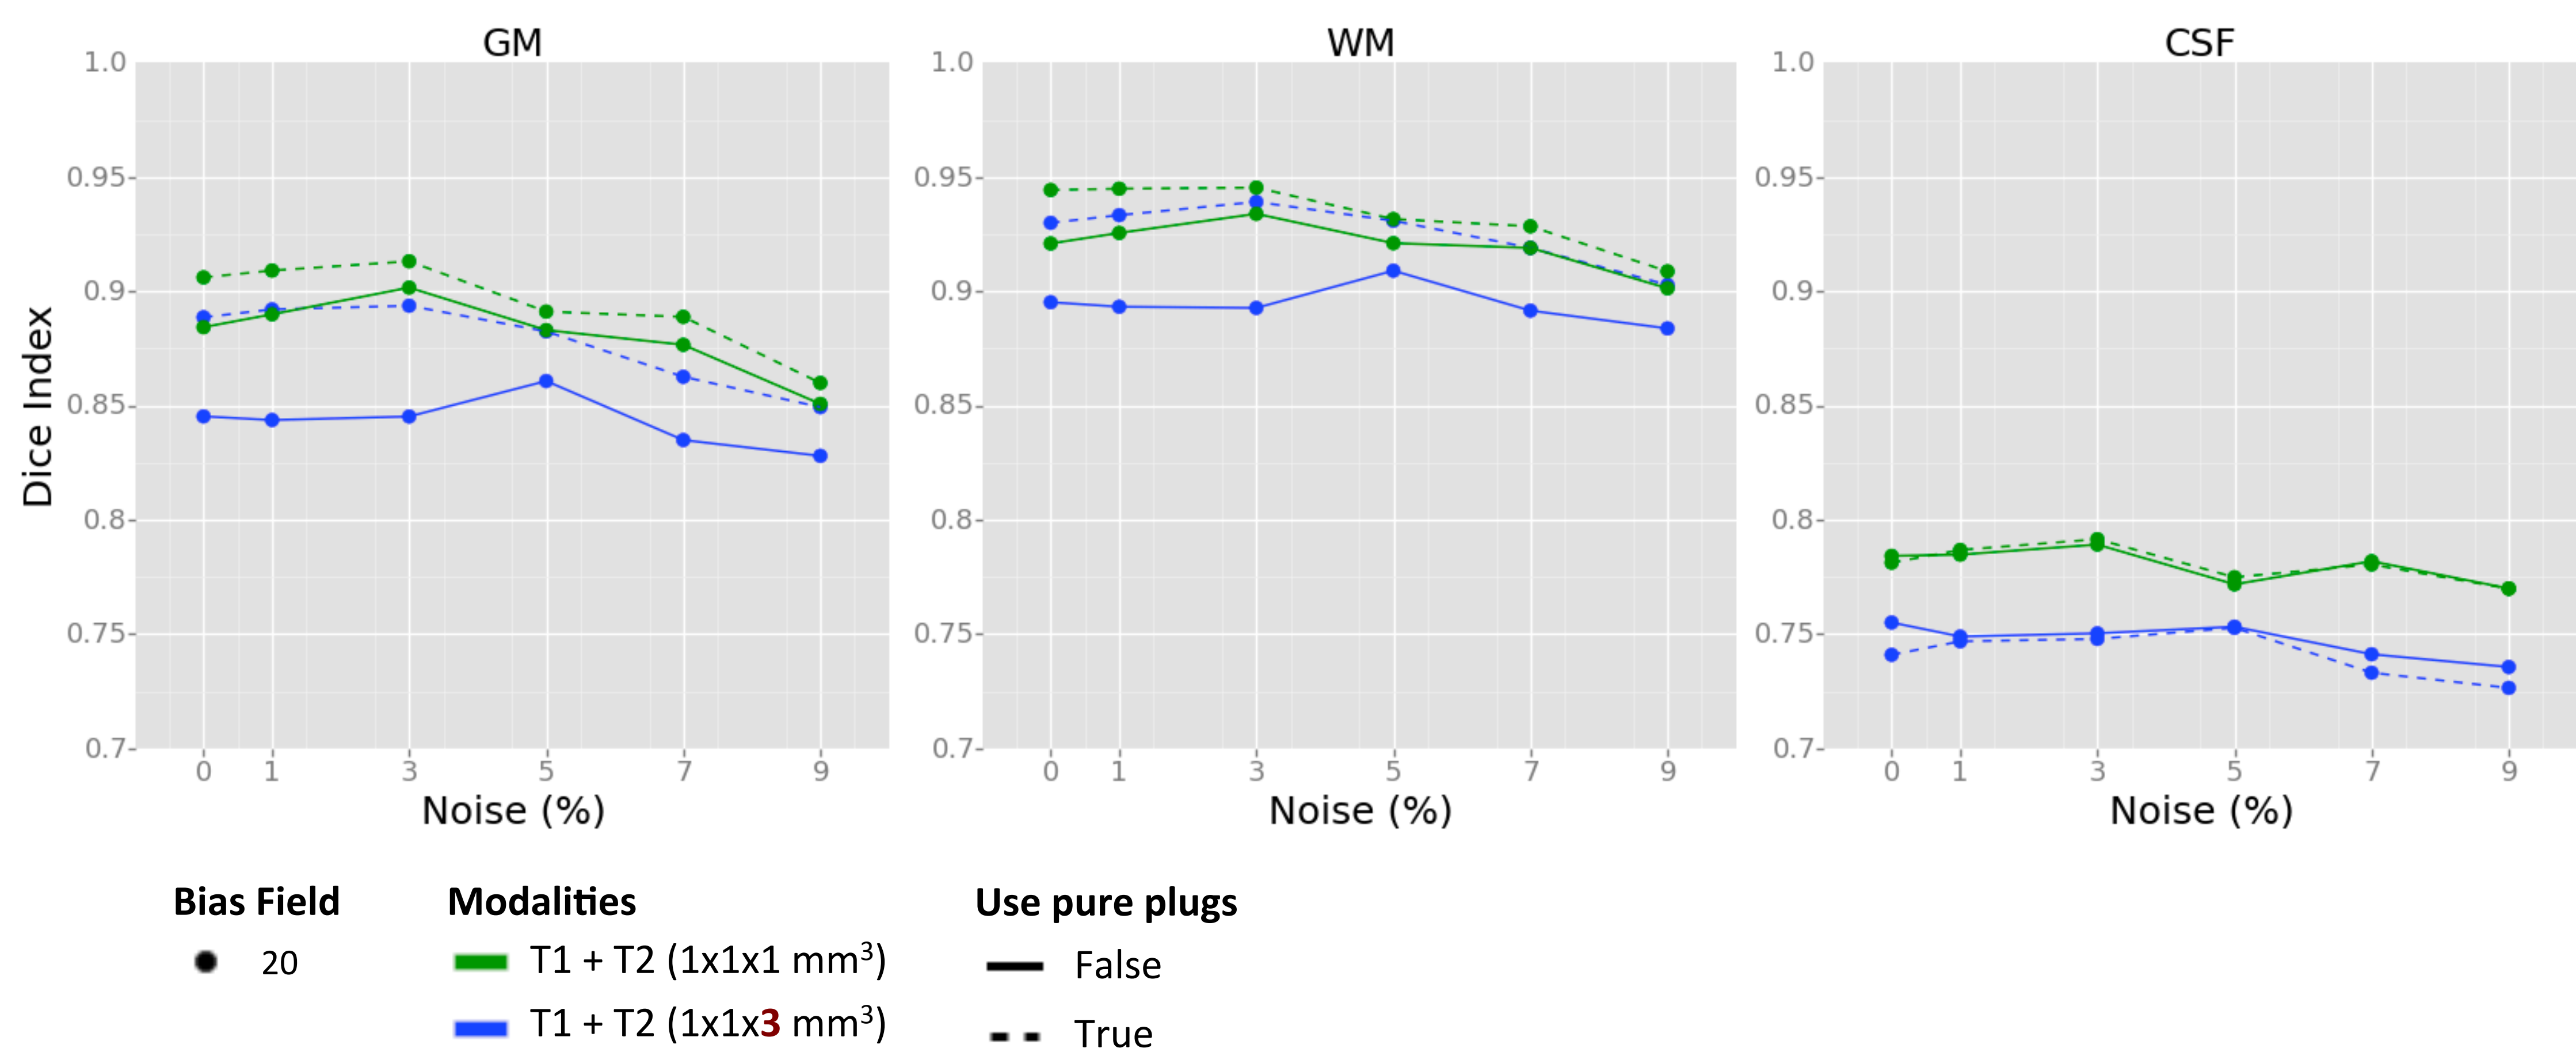 GM WM CSF
1.0 1.0 1.0
0.95 0.95 0.95
0.9 0.9 0.9
0.85 0.85 0.85
0.8 0.8 0.8
0.75 0.75 0.75
0.7 0.7 0.7
Dice Index
0 1 3 5 7 9 0 1 3 5 7 9 0 1 3 5 7 9
Noise (%) Noise (%) Noise (%)
Bias Field Modalities Use pure plugs
20 T1 + T2 (1x1x1 mm³) False
T1 + T2 (1x1x3 mm³) True